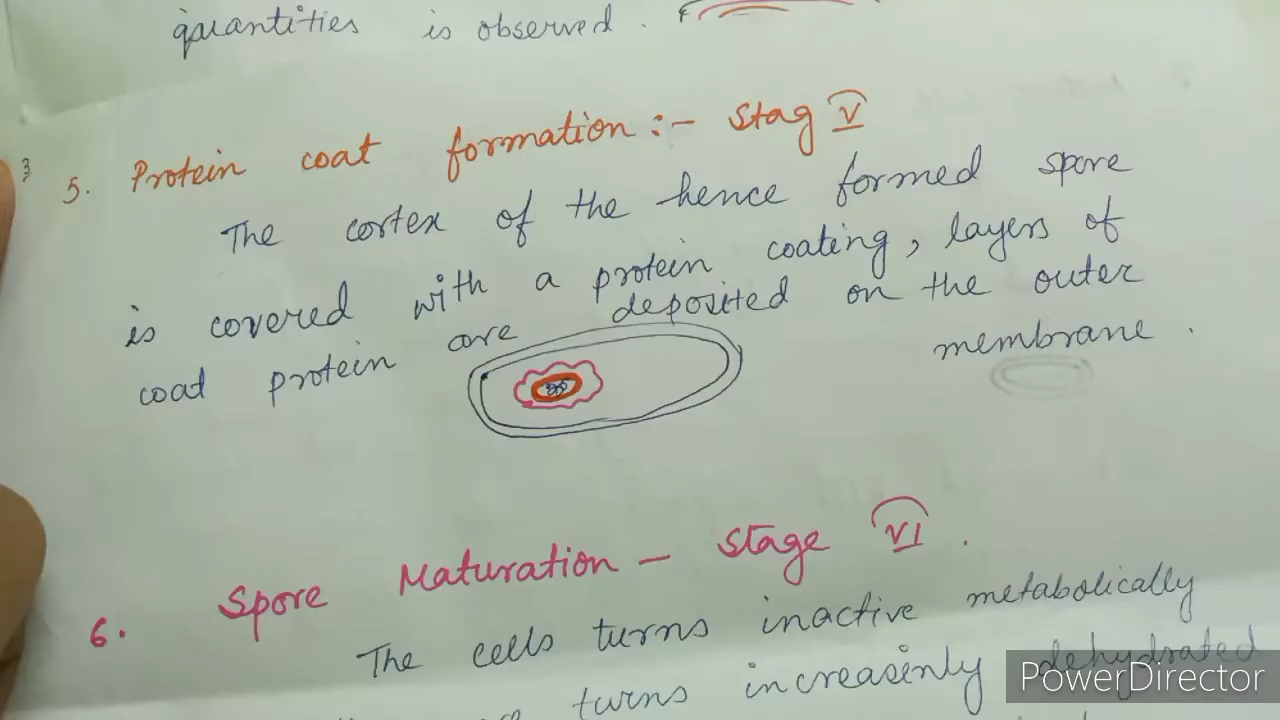 quantities is observed.
5. Protein coat formation :- Stag V
The cortex of the hence formed spore
is covered with a protein coating, layers of
coat protein are deposited on the outer
membrane.
6. Spore Maturation - Stage VI.
The cells turns inactive metabolically
turns increasinly dehydrated
PowerDirector